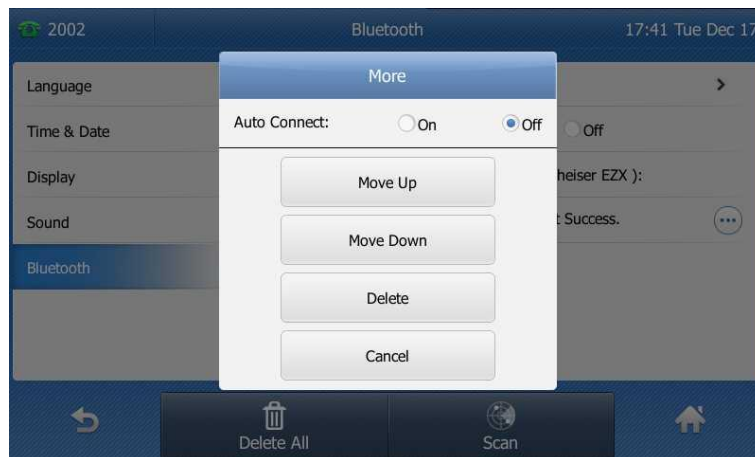 2002
Bluetooth
17:41 Tue Dec 17
More
Language
Auto Connect:
On
Off
Time & Date
Off
Display
Move Up
heiser EZX ):
Sound
Success.
Move Down
Bluetooth
Delete
Cancel
Delete All
Scan